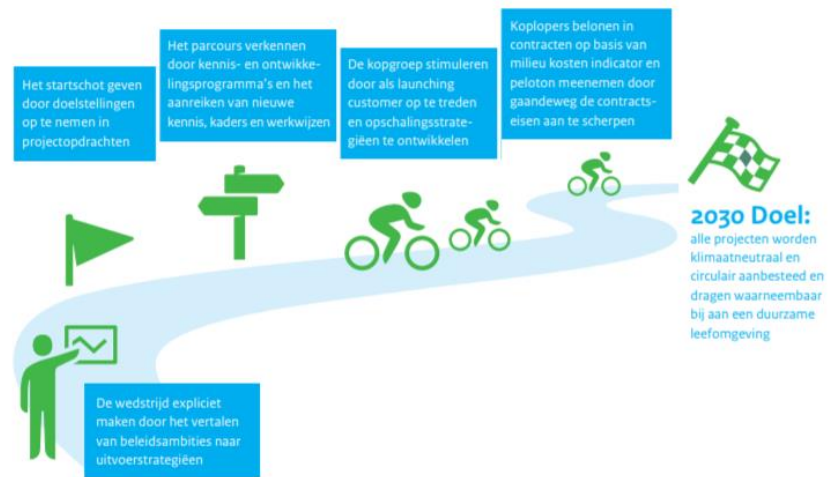 Het startschot geven
door doelstellingen
op te nemen in
projectopdrachten
Het parcours verkennen
door kennis- en ontwikke-
lingsprogramma's en het
aanreiken van nieuwe
kennis, kaders en werkwijzen
De kopgroep stimuleren
door als launching
customer op te treden
en opschalingsstrate-
giëen te ontwikkelen
Koplopers belonen in
contracten op basis van
milieu kosten indicator en
peloton meenemen door
gaandeweg de contracts-
eisen aan te scherpen
2030 Doel:
alle projecten worden
klimaatneutraal en
circulair aanbesteed en
dragen waarneembaar
bij aan een duurzame
leefomgeving
De wedstrijd expliciet
maken door het vertalen
van beleidsambities naar
uitvoerstrategiëen